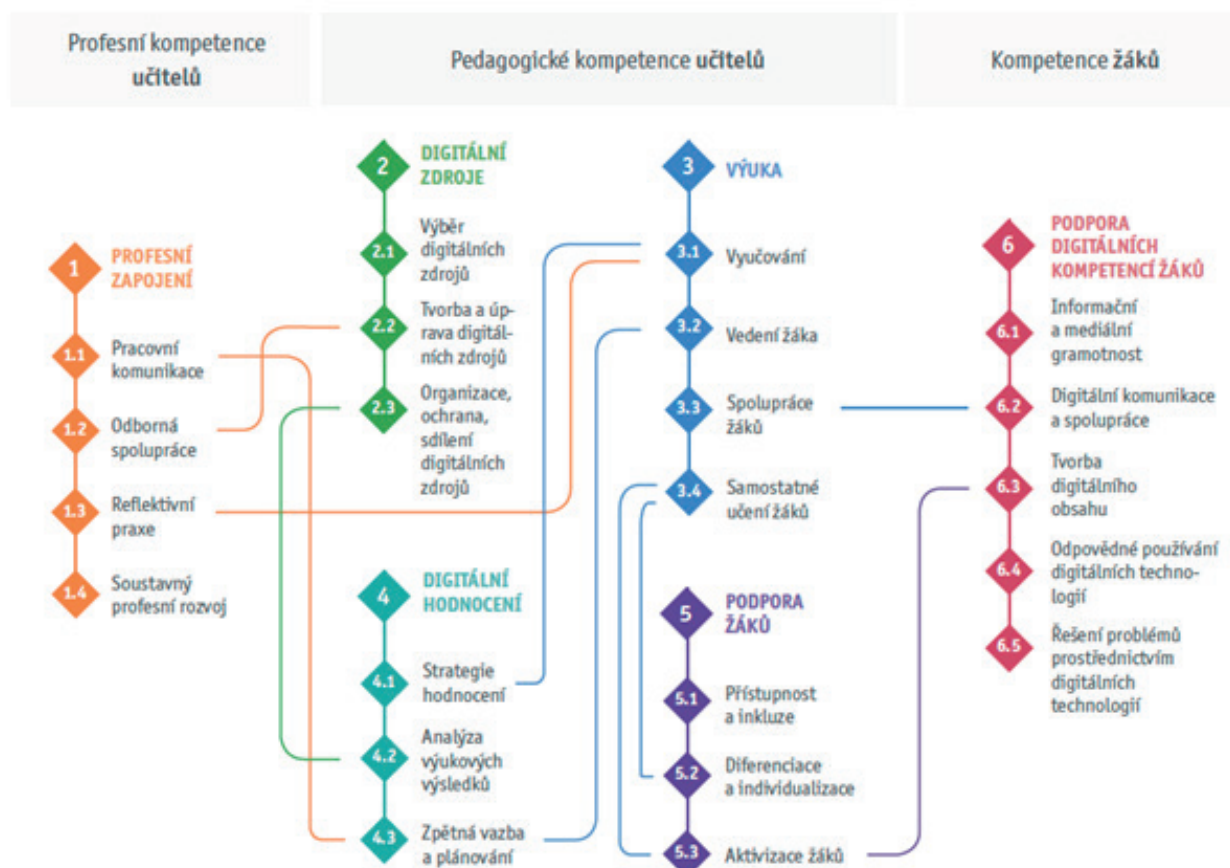 Profesní kompetence
učitelů
Pedagogické kompetence učitelů
Kompetence žáků
1
PROFESNÍ
ZAPOJENÍ
1.1
Pracovní
komunikace
1.2
Odborná
spolupráce
1.3
Reflektivní
praxe
1.4
Soustavný
profesní rozvoj
2
DIGITÁLNÍ
ZDROJE
2.1
Výběr
digitálních
zdrojů
2.2
Tvorba a úp-
rava digitál-
ních zdrojů
2.3
Organizace,
ochrana,
sdílení
digitálních
zdrojů
4
DIGITÁLNÍ
HODNOCENÍ
4.1
Strategie
hodnocení
4.2
Analýza
výukových
výsledků
4.3
Zpětná vazba
a plánování
3
VÝUKA
3.1
Vyučování
3.2
Vedení žáka
3.3
Spolupráce
žáků
3.4
Samostatné
učení žáků
5
PODPORA
ŽÁKŮ
5.1
Přístupnost
a inkluze
5.2
Diferenciace
a individualizace
5.3
Aktivizace žáků
6
PODPORA
DIGITÁLNÍCH
KOMPETENCÍ ŽÁKŮ
6.1
Informační
a mediální
gramotnost
6.2
Digitální komunikace
a spolupráce
6.3
Tvorba
digitálního
obsahu
6.4
Odpovědné používání
digitálních techno-
logií
6.5
Řešení problémů
prostřednictvím
digitálních
technologií